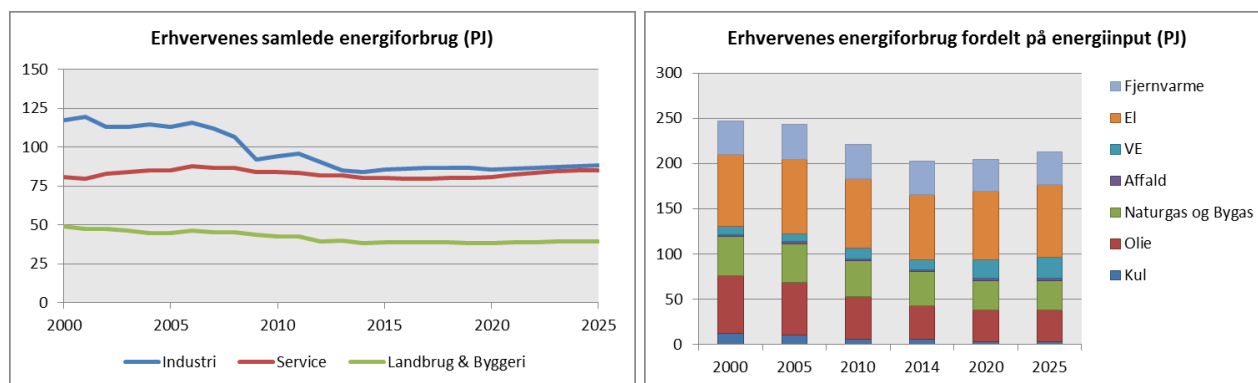 Erhvervenes samlede energiforbrug (PJ)
150
125
100
75
50
25
0
2000 2005 2010 2015 2020 2025
Industri Service Landbrug & Byggeri
Erhvervenes energiforbrug fordelt på energiinput (PJ)
300
250
200
150
100
50
0
2000 2005 2010 2014 2020 2025
Fjernvarme
El
VE
Affald
Naturgas og Bygas
Olie
Kul